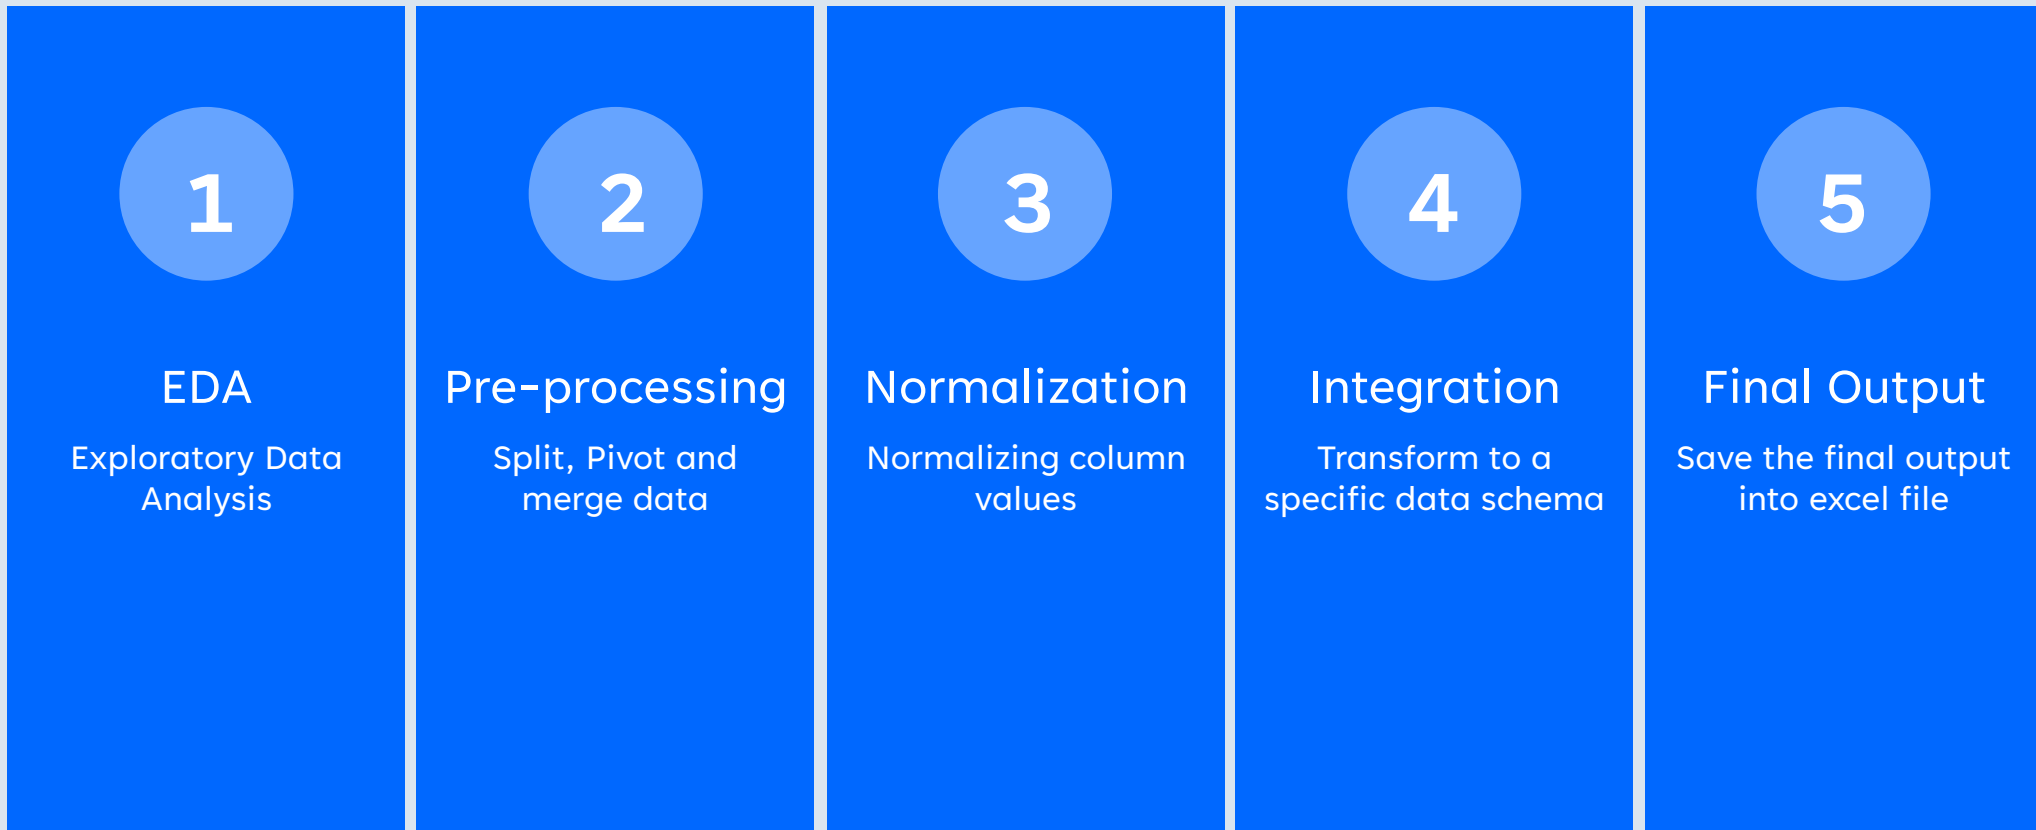 1
EDA
Exploratory Data
Analysis
2
Pre-processing
Split, Pivot and
merge data
3
Normalization
Normalizing column
values
4
Integration
Transform to a
specific data schema
5
Final Output
Save the final output
into excel file